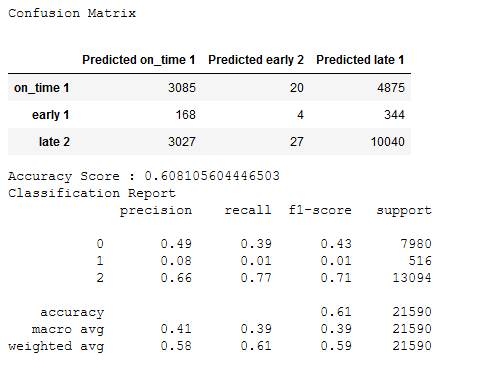 Confusion Matrix
Predicted on_time 1 Predicted early 2 Predicted late 1
on_time 1 3085 20 4875
early 1 168 4 344
late 2 3027 27 10040
Accuracy Score : 0.608105604446503
Classification Report
precision recall f1-score support
0 0.49 0.39 0.43 7980
1 0.08 0.01 0.01 516
2 0.66 0.77 0.71 13094
accuracy 0.61 21590
macro avg 0.41 0.39 0.39 21590
weighted avg 0.58 0.61 0.59 21590